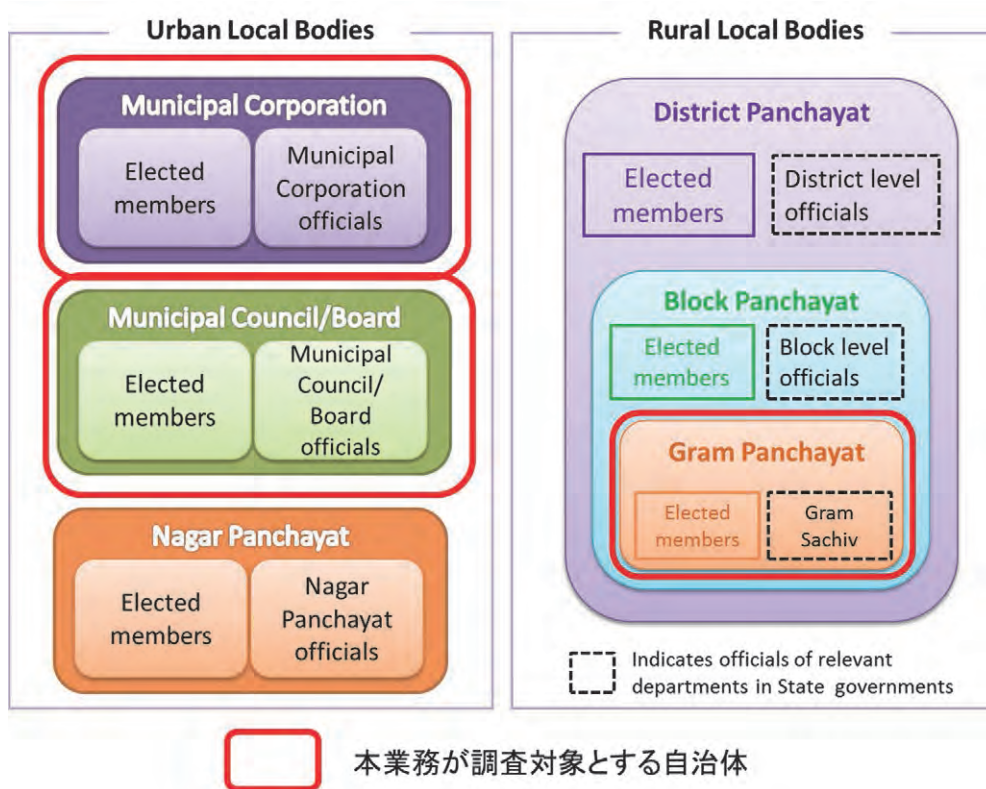 Urban Local Bodies
Municipal Corporation
Elected
members
Municipal
Corporation
officials
Municipal Council/Board
Elected
members
Municipal
Council/
Board
officials
Nagar Panchayat
Elected
members
Nagar
Panchayat
officials
Rural Local Bodies
District Panchayat
Elected
members
District level
officials
Block Panchayat
Elected
members
Block level
officials
Gram Panchayat
Elected
members
Gram
Sachiv
Indicates officials of relevant
departments in State governments
本業務が調査対象とする自治体